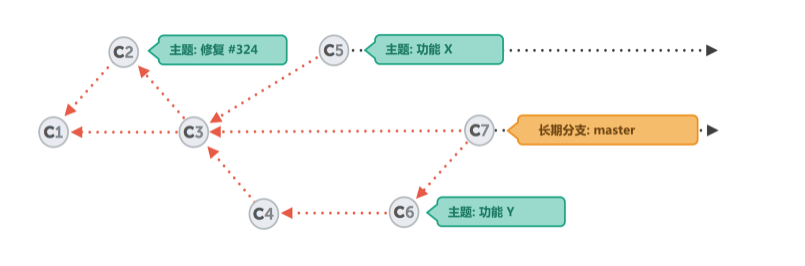 C2
主题: 修复 #324
C5
主题: 功能 X
C1
C3
C7
长期分支: master
C4
C6
主题: 功能 Y